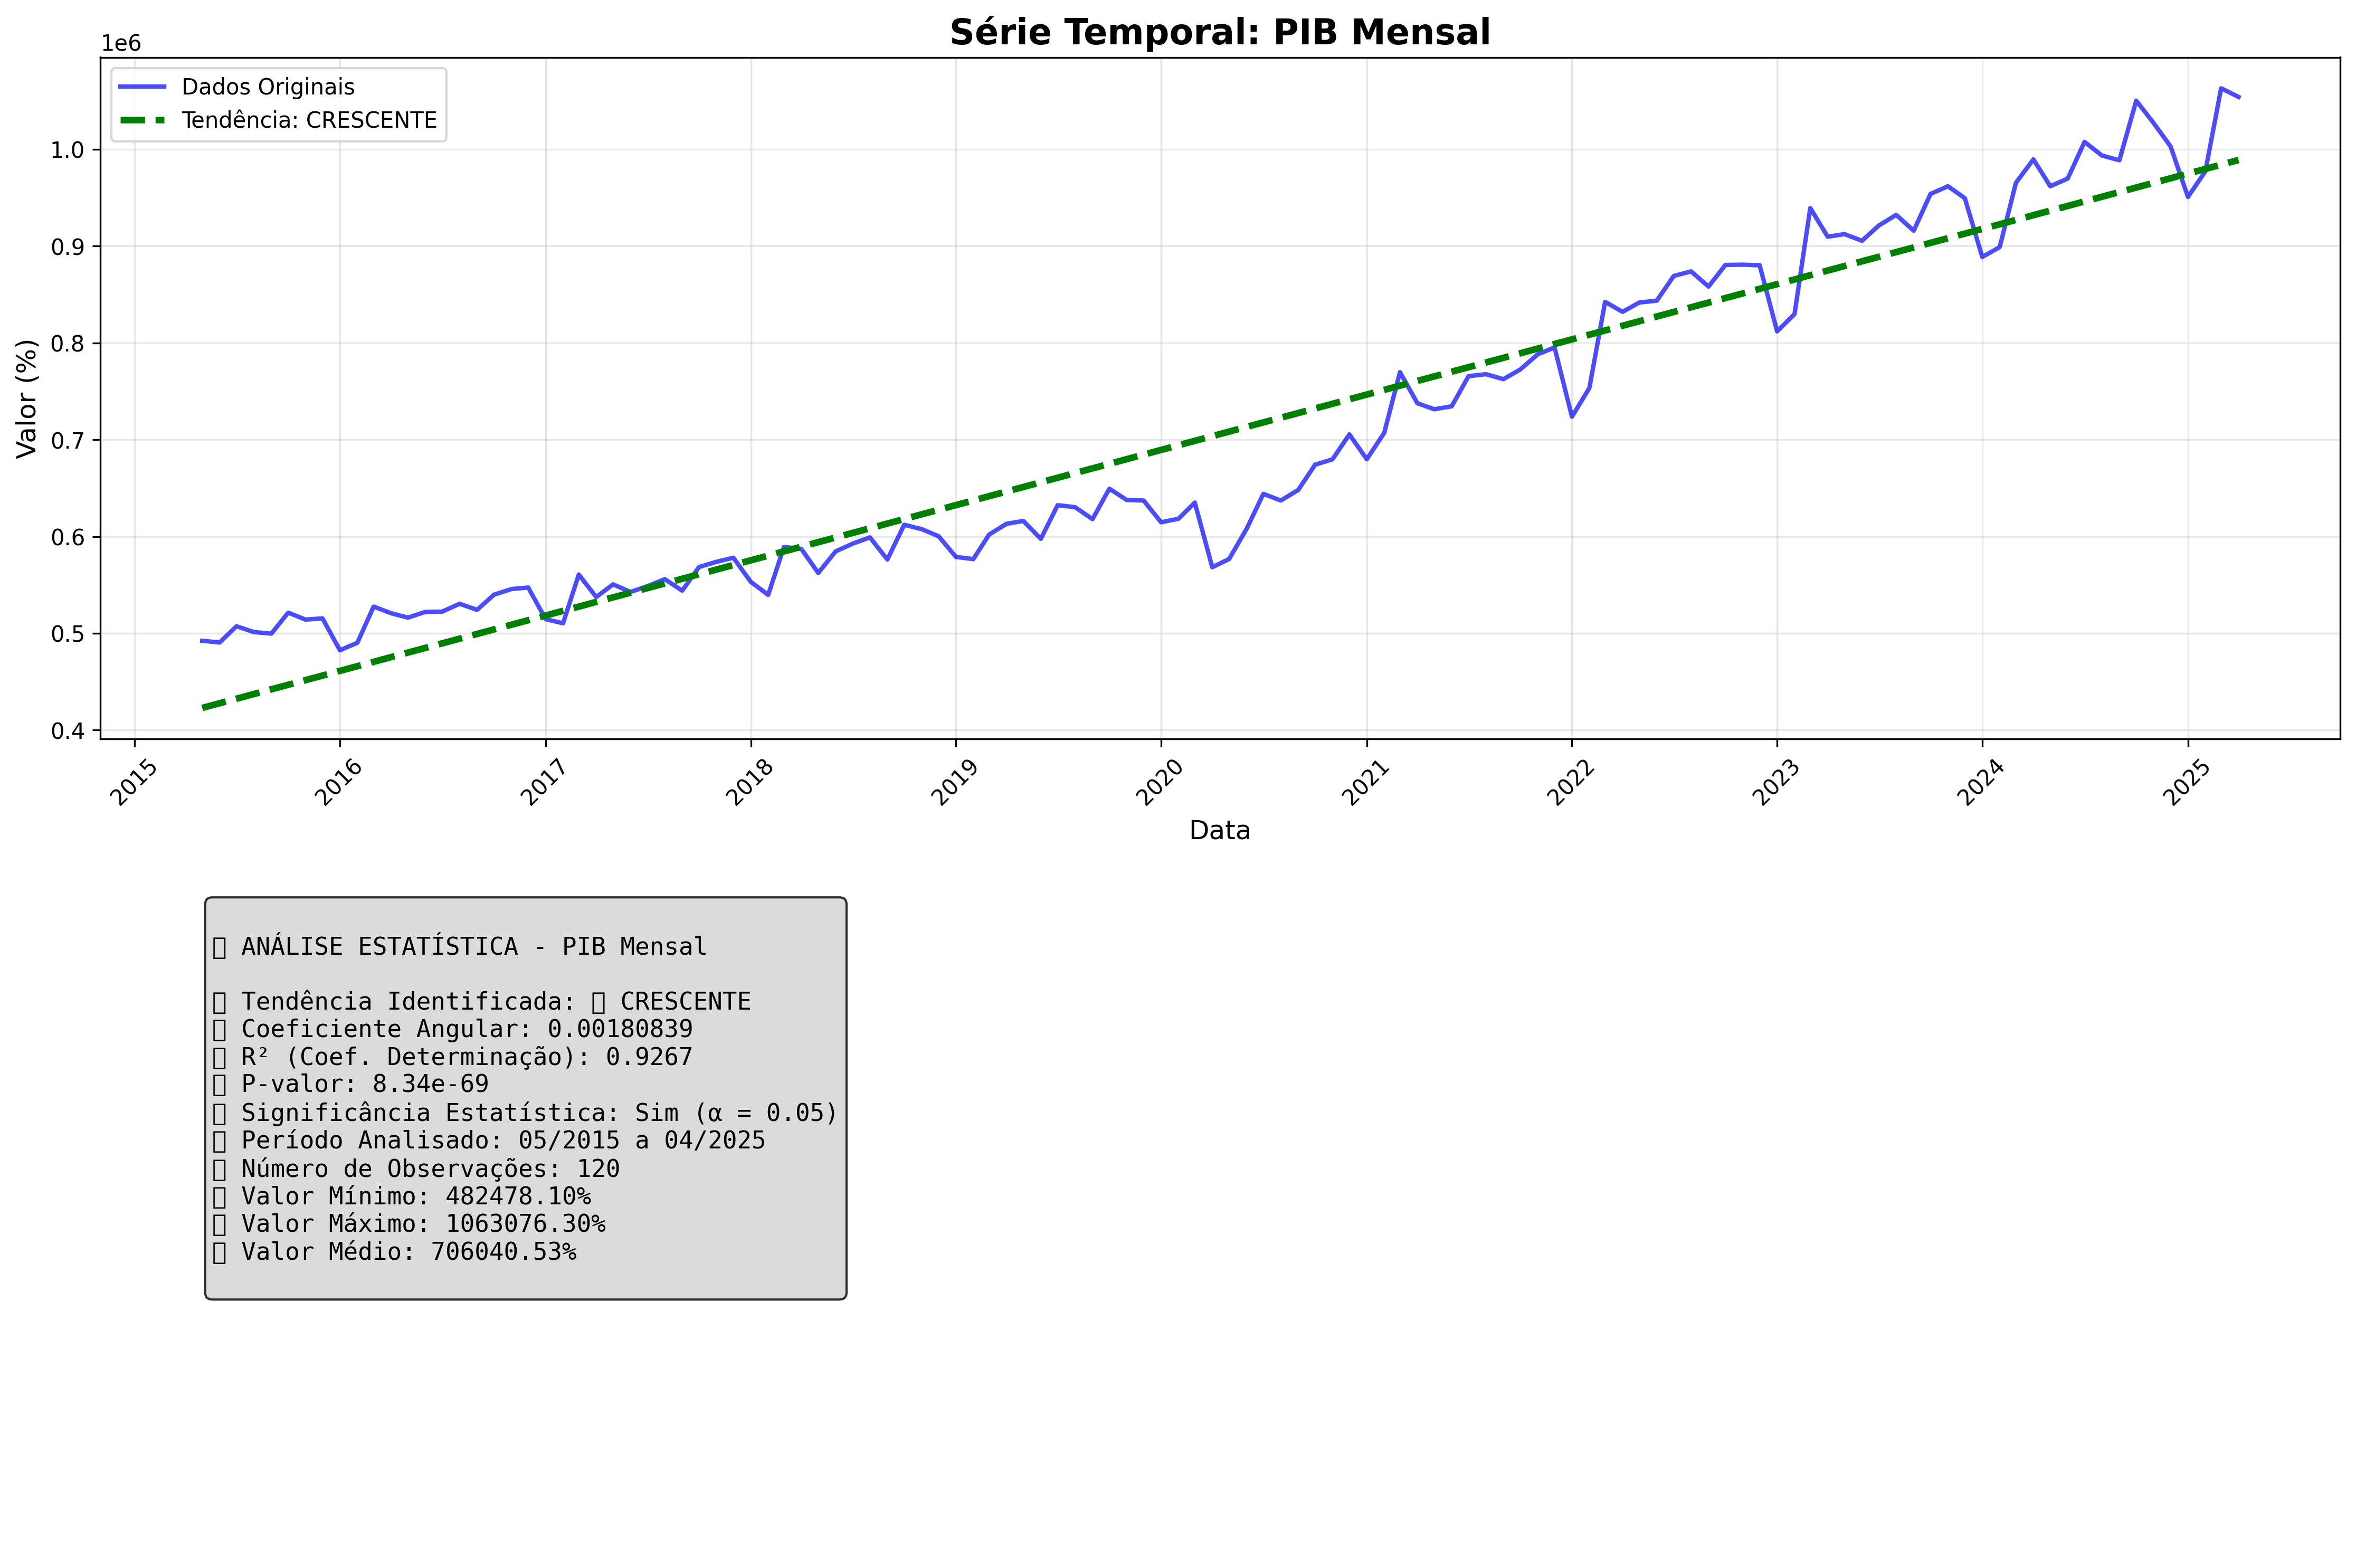 Série Temporal: PIB Mensal
1e6
Dados Originais
Tendência: CRESCENTE
Valor (%)
1.0
0.9
0.8
0.7
0.6
0.5
0.4
2015
2016
2017
2018
2019
2020
2021
2022
2023
2024
2025
Data
ANÁLISE ESTATÍSTICA - PIB Mensal
Tendência Identificada: CRESCENTE
Coeficiente Angular: 0.00180839
R² (Coef. Determinação): 0.9267
P-valor: 8.34e-69
Significância Estatística: Sim (α = 0.05)
Período Analisado: 05/2015 a 04/2025
Número de Observações: 120
Valor Mínimo: 482478.10%
Valor Máximo: 1063076.30%
Valor Médio: 706040.53%